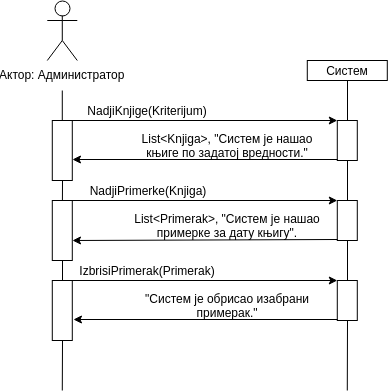 Актор: Администратор
Систем
NadjiKnjige(Kriterijum)
List<Knjiga>, "Систем је нашао
књиге по задатој вредности."
NadjiPrimerke(Knjiga)
List<Primerak>, "Систем је нашао
примерке за дату књигу".
IzbrisiPrimerak(Primerak)
"Систем је обрисао изабрани
примерак."